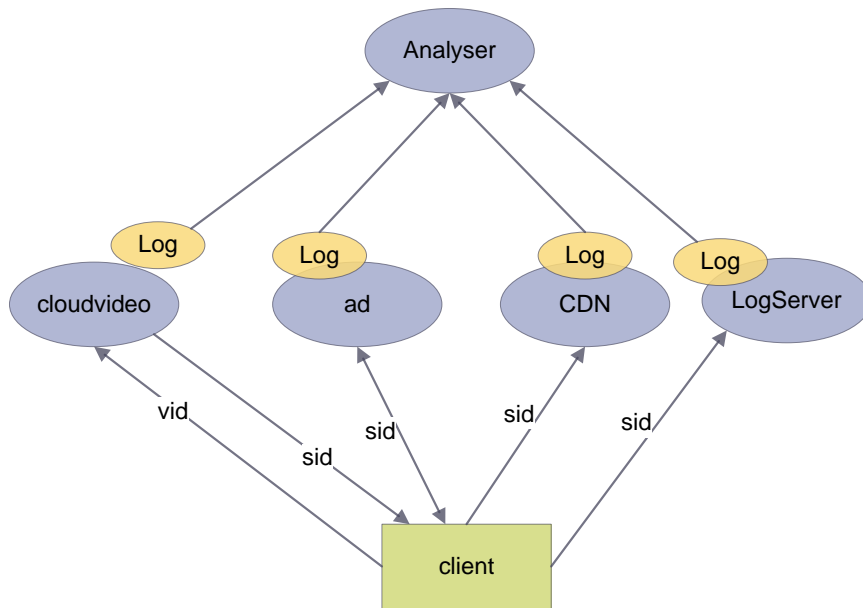 Analyser
Log
Log
Log
Log
cloudvideo
ad
CDN
LogServer
vid
sid
sid
sid
sid
client